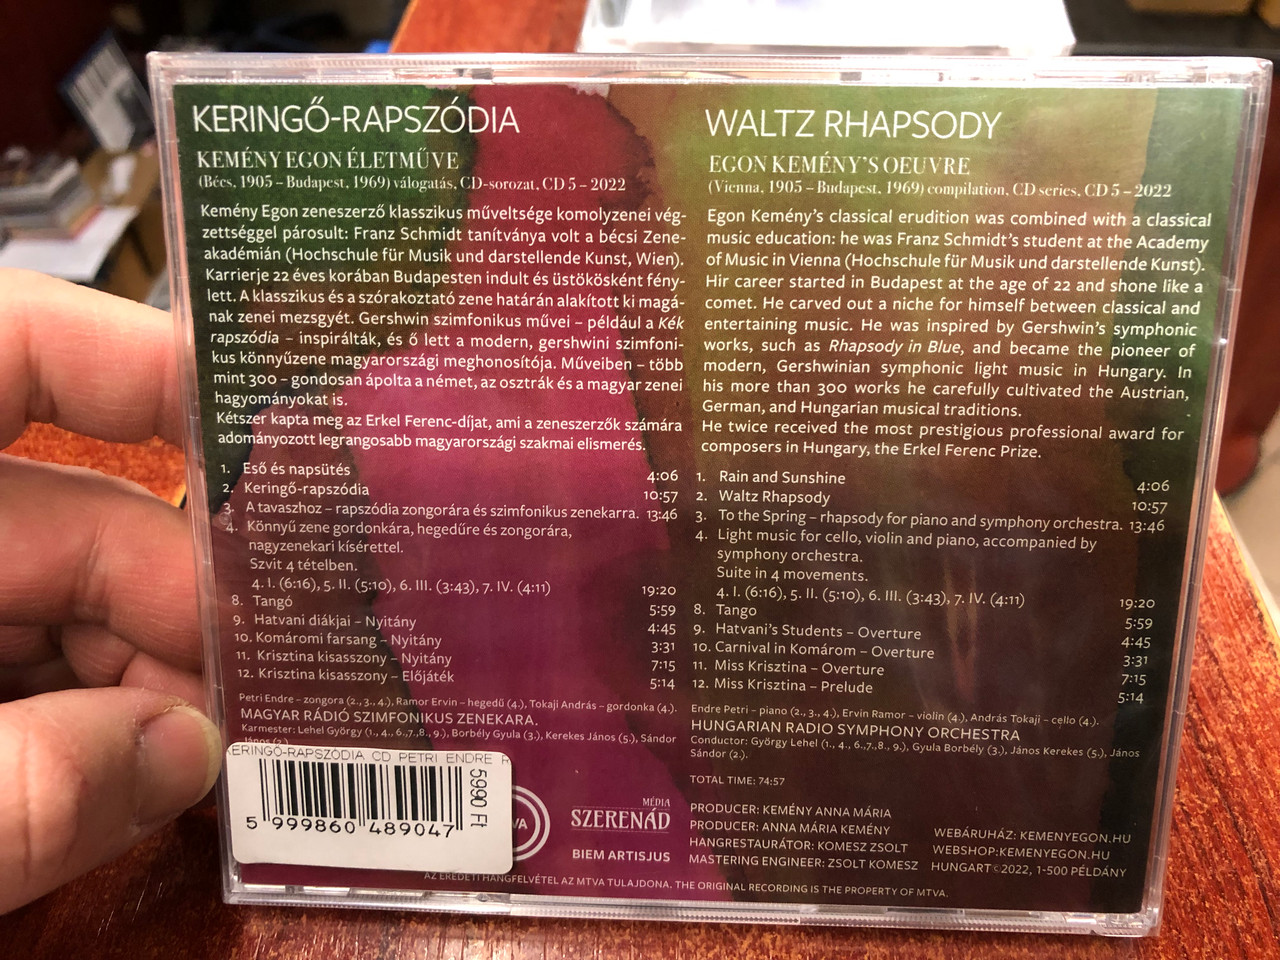 KERINGŐ-RAPSZÓDIA
KEMÉNY EGON ÉLETMŰVE
(Bécs, 1905 – Budapest, 1969) válogatás, CD-sorozat, CD 5 – 2022
Kemény Egon zeneszerző klasszikus műveltsége komolyzenei vég-
zettséggel párosult: Franz Schmidt tanítványa volt a bécsi Zene-
akadémián (Hochschule für Musik und darstellende Kunst, Wien).
Karrierje 22 éves korában Budapesten indult és üstökösként fény-
lett. A klasszikus és a szórakoztató zene határán alakított ki magá-
nak zenei mezsgyét. Gershwin szimfonikus művei – például a Kék
rapszódia – inspirálták, és ő lett a modern, gershwini szimfoni-
kus könnyűzene magyarországi meghonosítója. Műveiben – több
mint 300 – gondosan ápolta a német, az osztrák és a magyar zenei
hagyományokat is.
Kétszer kapta meg az Erkel Ferenc-díjat, ami a zeneszerzők számára
adományozott legrangosabb magyarországi szakmai elismerés.
1. Eső és napsütés 4:06
2. Keringő-rapszódia 10:57
3. A tavaszhoz – rapszódia zongorára és szimfonikus zenekarra. 13:46
4. Könnyű zene gordonkára, hegedűre és zongorára,
nagyzenekari kísérettel.
Szvit 4 tételben.
4. I. (6:16), 5. II. (5:10), 6. III. (3:43), 7. IV. (4:11) 19:20
8. Tangó 5:59
9. Hatvani diákjai – Nyitány 4:45
10. Komáromi farsang – Nyitány 3:31
11. Krisztina kisasszony – Nyitány 7:15
12. Krisztina kisasszony – Előjáték 5:14
Petri Endre – zongora (2., 3., 4.), Ramor Ervin – hegedű (4.), Tokaji András – gordonka (4.).
MAGYAR RÁDIÓ SZIMFONIKUS ZENEKARA.
Karmester: Lehel György (1., 4., 6.,7.,8., 9.), Borbély Gyula (3.), Kerekes János (5.), Sándor
János (2.)
WALTZ RHAPSODY
EGON KEMÉNY'S OEUVRE
(Vienna, 1905 – Budapest, 1969) compilation, CD series, CD 5 – 2022
Egon Kemény's classical erudition was combined with a classical
music education: he was Franz Schmidt's student at the Academy
of Music in Vienna (Hochschule für Musik und darstellende Kunst).
Hir career started in Budapest at the age of 22 and shone like a
comet. He carved out a niche for himself between classical and
entertaining music. He was inspired by Gershwin's symphonic
works, such as Rhapsody in Blue, and became the pioneer of
modern, Gershwinian symphonic light music in Hungary. In
his more than 300 works he carefully cultivated the Austrian,
German, and Hungarian musical traditions.
He twice received the most prestigious professional award for
composers in Hungary, the Erkel Ferenc Prize.
1. Rain and Sunshine 4:06
2. Waltz Rhapsody 10:57
3. To the Spring – rhapsody for piano and symphony orchestra. 13:46
4. Light music for cello, violin and piano, accompanied by
symphony orchestra.
Suite in 4 movements.
4. I. (6:16), 5. II. (5:10), 6. III. (3:43), 7. IV. (4:11) 19:20
8. Tango 5:59
9. Hatvani's Students – Overture 4:45
10. Carnival in Komárom – Overture 3:31
11. Miss Krisztina – Overture 7:15
12. Miss Krisztina – Prelude 5:14
Endre Petri – piano (2., 3., 4.), Ervin Ramor – violin (4.), András Tokaji – cello (4.).
HUNGARIAN RADIO SYMPHONY ORCHESTRA
Conductor: György Lehel (1., 4., 6.,7.,8., 9.), Gyula Borbély (3.), János Kerekes (5.), János
Sándor (2.).
TOTAL TIME: 74:57
ERINGŐ-RAPSZÓDIA CD PETRI ENDRE R
5990 Ft
5 999860 489047
VA
MÉDIA
SZERENÁD
BIEM ARTISJUS
PRODUCER: KEMÉNY ANNA MÁRIA
PRODUCER: ANNA MÁRIA KEMÉNY
HANGRESTAURÁTOR: KOMESZ ZSOLT
MASTERING ENGINEER: ZSOLT KOMESZ
WEBÁRUHÁZ: KEMENYEGON.HU
WEBSHOP:KEMENYEGON.HU
HUNGART©2022, 1-500 PÉLDÁNY
AZ EREDETI HANGFELVÉTEL AZ MTVA TULAJDONA. THE ORIGINAL RECORDING IS THE PROPERTY OF MTVA.